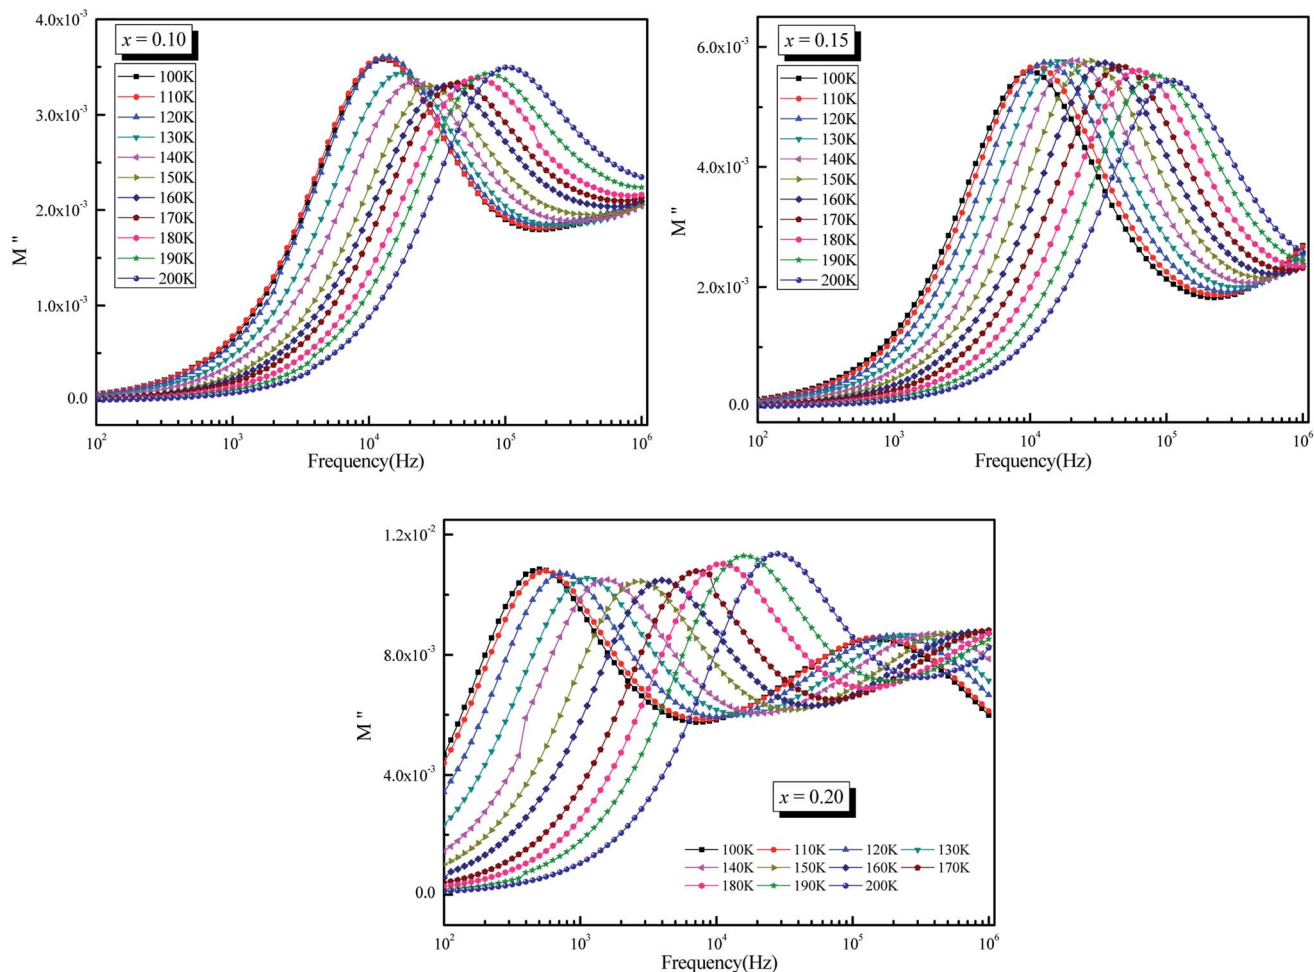 x = 0.10
100K
110K
120K
130K
140K
150K
160K
170K
180K
190K
200K
4.0x10⁻³
3.0x10⁻³
2.0x10⁻³
1.0x10⁻³
0.0
M "
10² 10³ 10⁴ 10⁵ 10⁶
Frequency(Hz)
x = 0.15
100K
110K
120K
130K
140K
150K
160K
170K
180K
190K
200K
6.0x10⁻³
4.0x10⁻³
2.0x10⁻³
0.0
M "
10² 10³ 10⁴ 10⁵ 10⁶
Frequency(Hz)
1.2x10⁻²
8.0x10⁻³
4.0x10⁻³
0.0
M "
x = 0.20
100K 110K 120K 130K
140K 150K 160K 170K
180K 190K 200K
10² 10³ 10⁴ 10⁵ 10⁶
Frequency(Hz)